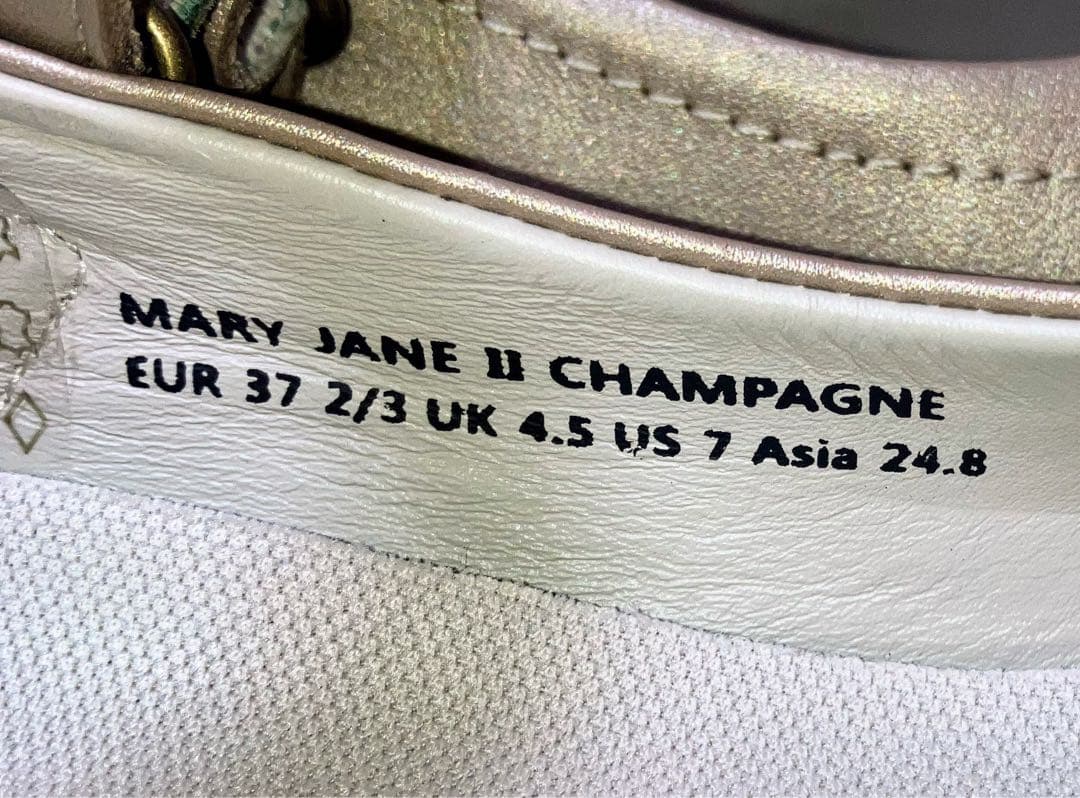 MARY JANE II CHAMPAGNE
EUR 37 2/3 UK 4.5 US 7 Asia 24.8